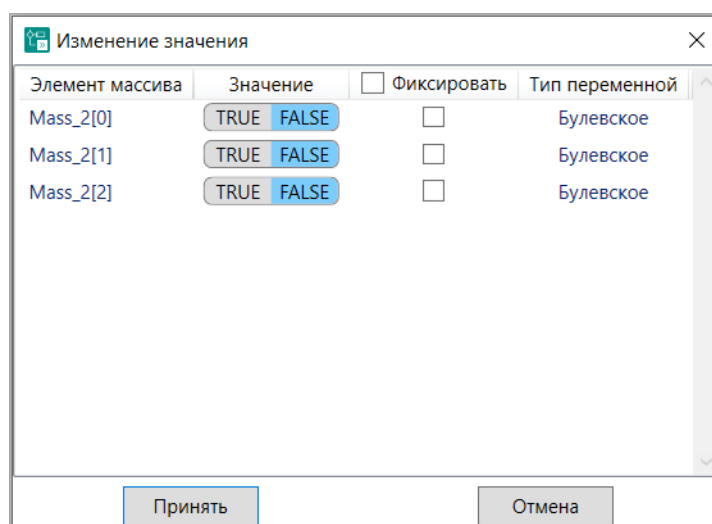 Изменение значения
Элемент массива Значение Фиксировать Тип переменной
Mass_2[0] TRUE FALSE Булевское
Mass_2[1] TRUE FALSE Булевское
Mass_2[2] TRUE FALSE Булевское
Принять Отмена